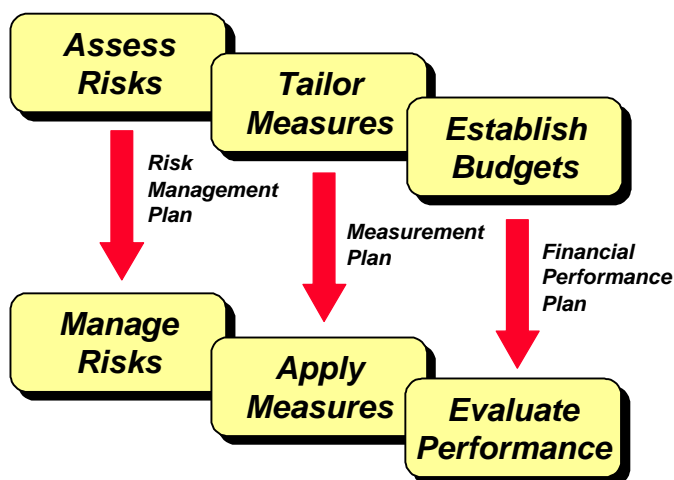 Assess
Risks
Tailor
Measures
Establish
Budgets
Risk
Management
Plan
Measurement
Plan
Financial
Performance
Plan
Manage
Risks
Apply
Measures
Evaluate
Performance